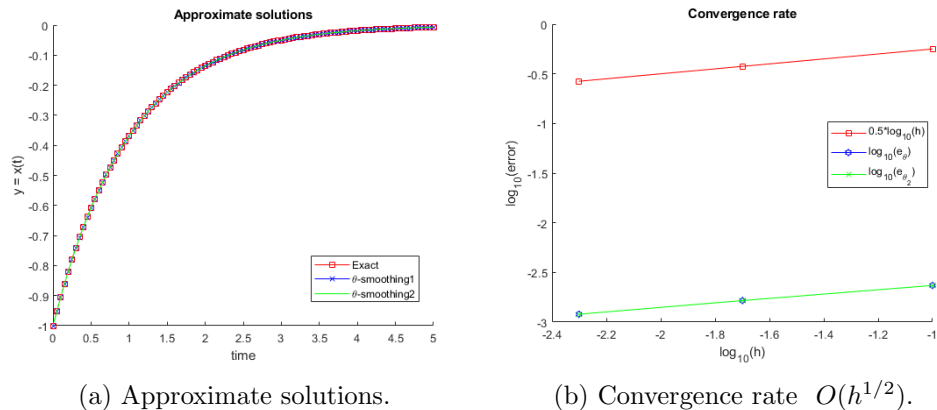 Approximate solutions
0
-0.1
-0.2
-0.3
-0.4
-0.5
-0.6
-0.7
-0.8
-0.9
-1
y = x(t)
Exact
θ-smoothing1
θ-smoothing2
0 0.5 1 1.5 2 2.5 3 3.5 4 4.5 5
time
(a) Approximate solutions.
Convergence rate
0
-0.5
-1
-1.5
-2
-2.5
-3
log₁₀(error)
0.5*log₁₀(h)
log₁₀(e_θ)
log₁₀(e_θ₂)
-2.4 -2.2 -2 -1.8 -1.6 -1.4 -1.2 -1
log₁₀(h)
(b) Convergence rate O(h^{1/2}).